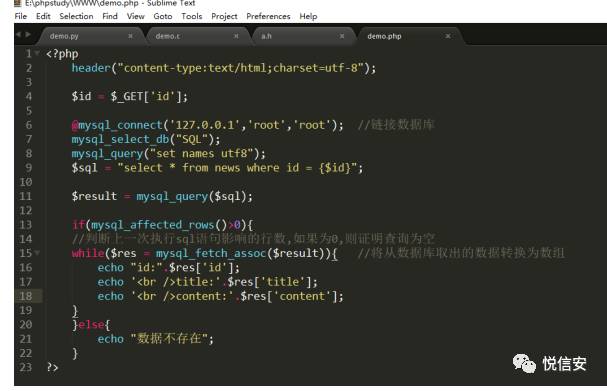 E:\phpstudy\WWW\demo.php - Sublime Text
File Edit Selection Find View Goto Tools Project Preferences Help
demo.py × demo.c × a.h × demo.php ×
1 <?php
2 header("content-type:text/html;charset=utf-8");
3
4 $id = $_GET['id'];
5
6 @mysql_connect('127.0.0.1','root','root'); //链接数据库
7 mysql_select_db("SQL");
8 mysql_query("set names utf8");
9 $sql = "select * from news where id = {$id}";
10
11 $result = mysql_query($sql);
12
13 if(mysql_affected_rows()>0){
14 //判断上一次执行sql语句影响的行数,如果为0,则证明查询为空
15 while($res = mysql_fetch_assoc($result)){ //将从数据库取出的数据转换为数组
16 echo "id:".$res['id'];
17 echo '<br />title:'.$res['title'];
18 echo '<br />content:'.$res['content'];
19 }
20 }else{
21 echo "数据不存在";
22 }
23 ?>
悦信安